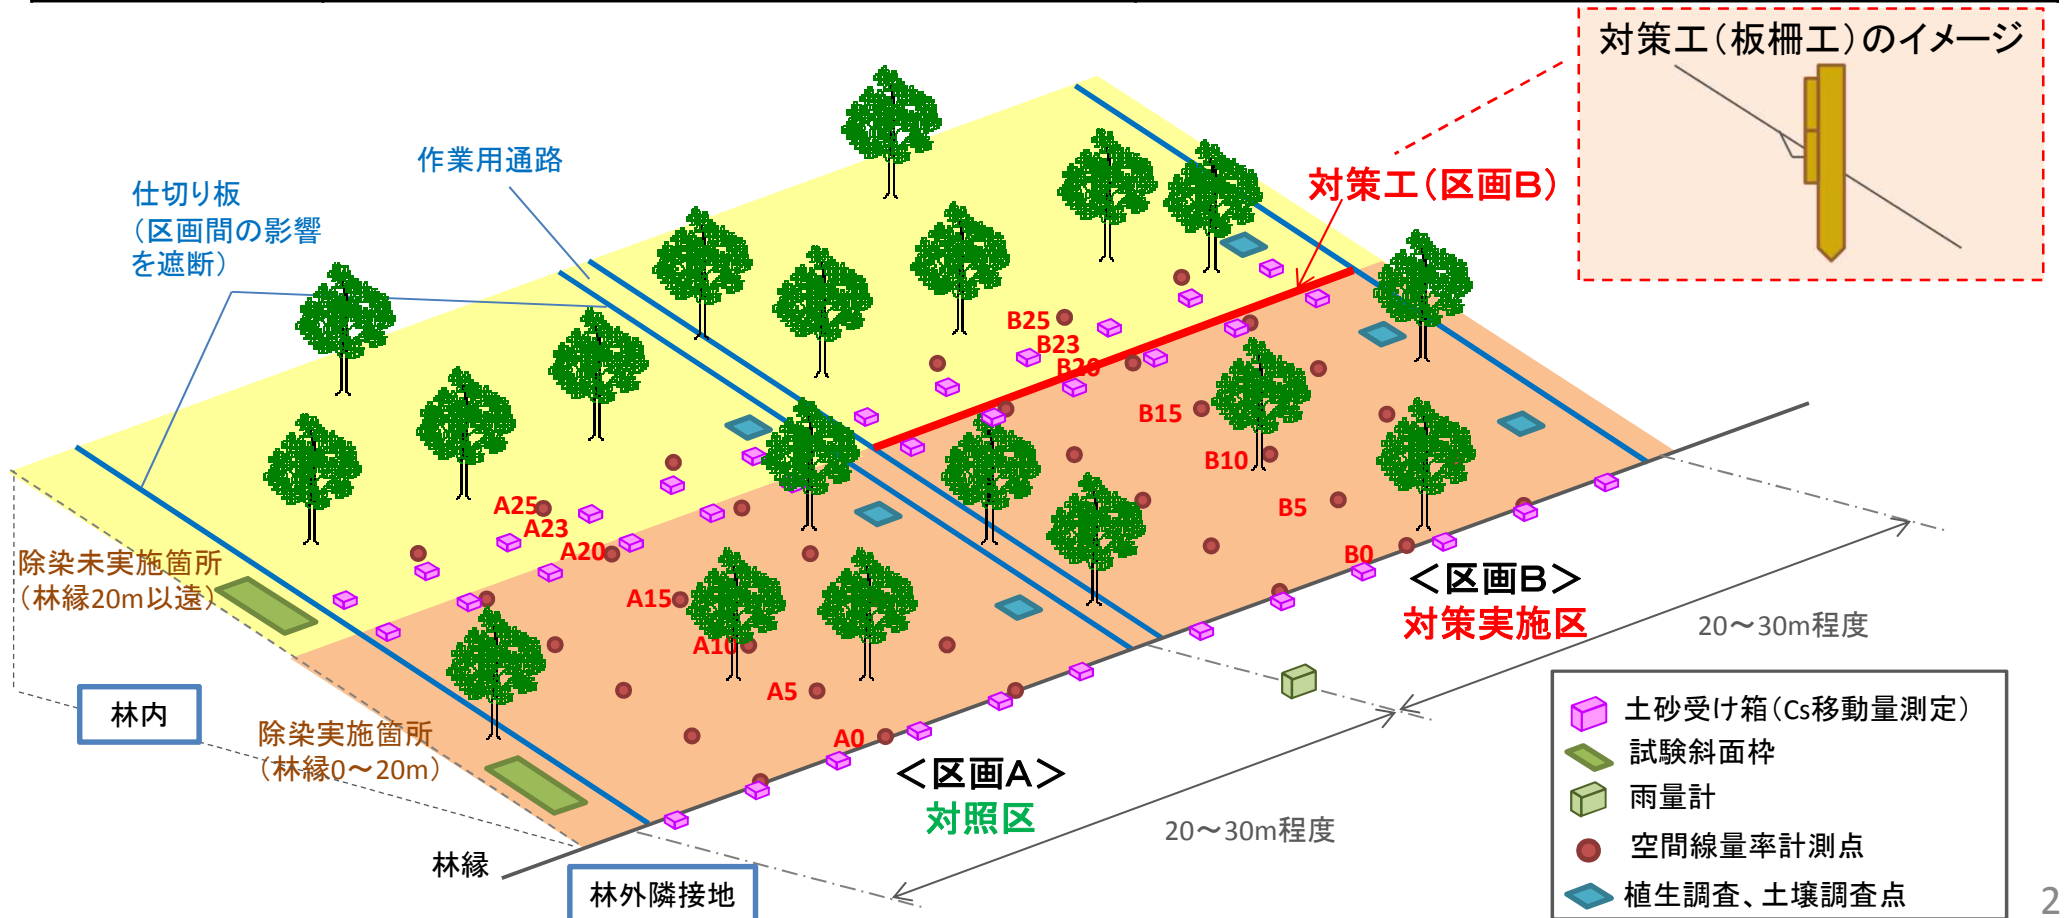 対策工（板柵工）のイメージ
作業用通路
仕切り板
（区画間の影響
を遮断）
対策工（区画B）
B25
B23
B20
B15
B10
B5
B0
A25
A23
A20
A15
A10
A5
A0
除染未実施箇所
（林縁20m以遠）
林内
除染実施箇所
（林縁0～20m）
＜区画B＞
対策実施区
20～30m程度
＜区画A＞
対照区
20～30m程度
林縁
林外隣接地
土砂受け箱（Cs移動量測定）
試験斜面枠
雨量計
空間線量率計測点
植生調査、土壌調査点
2